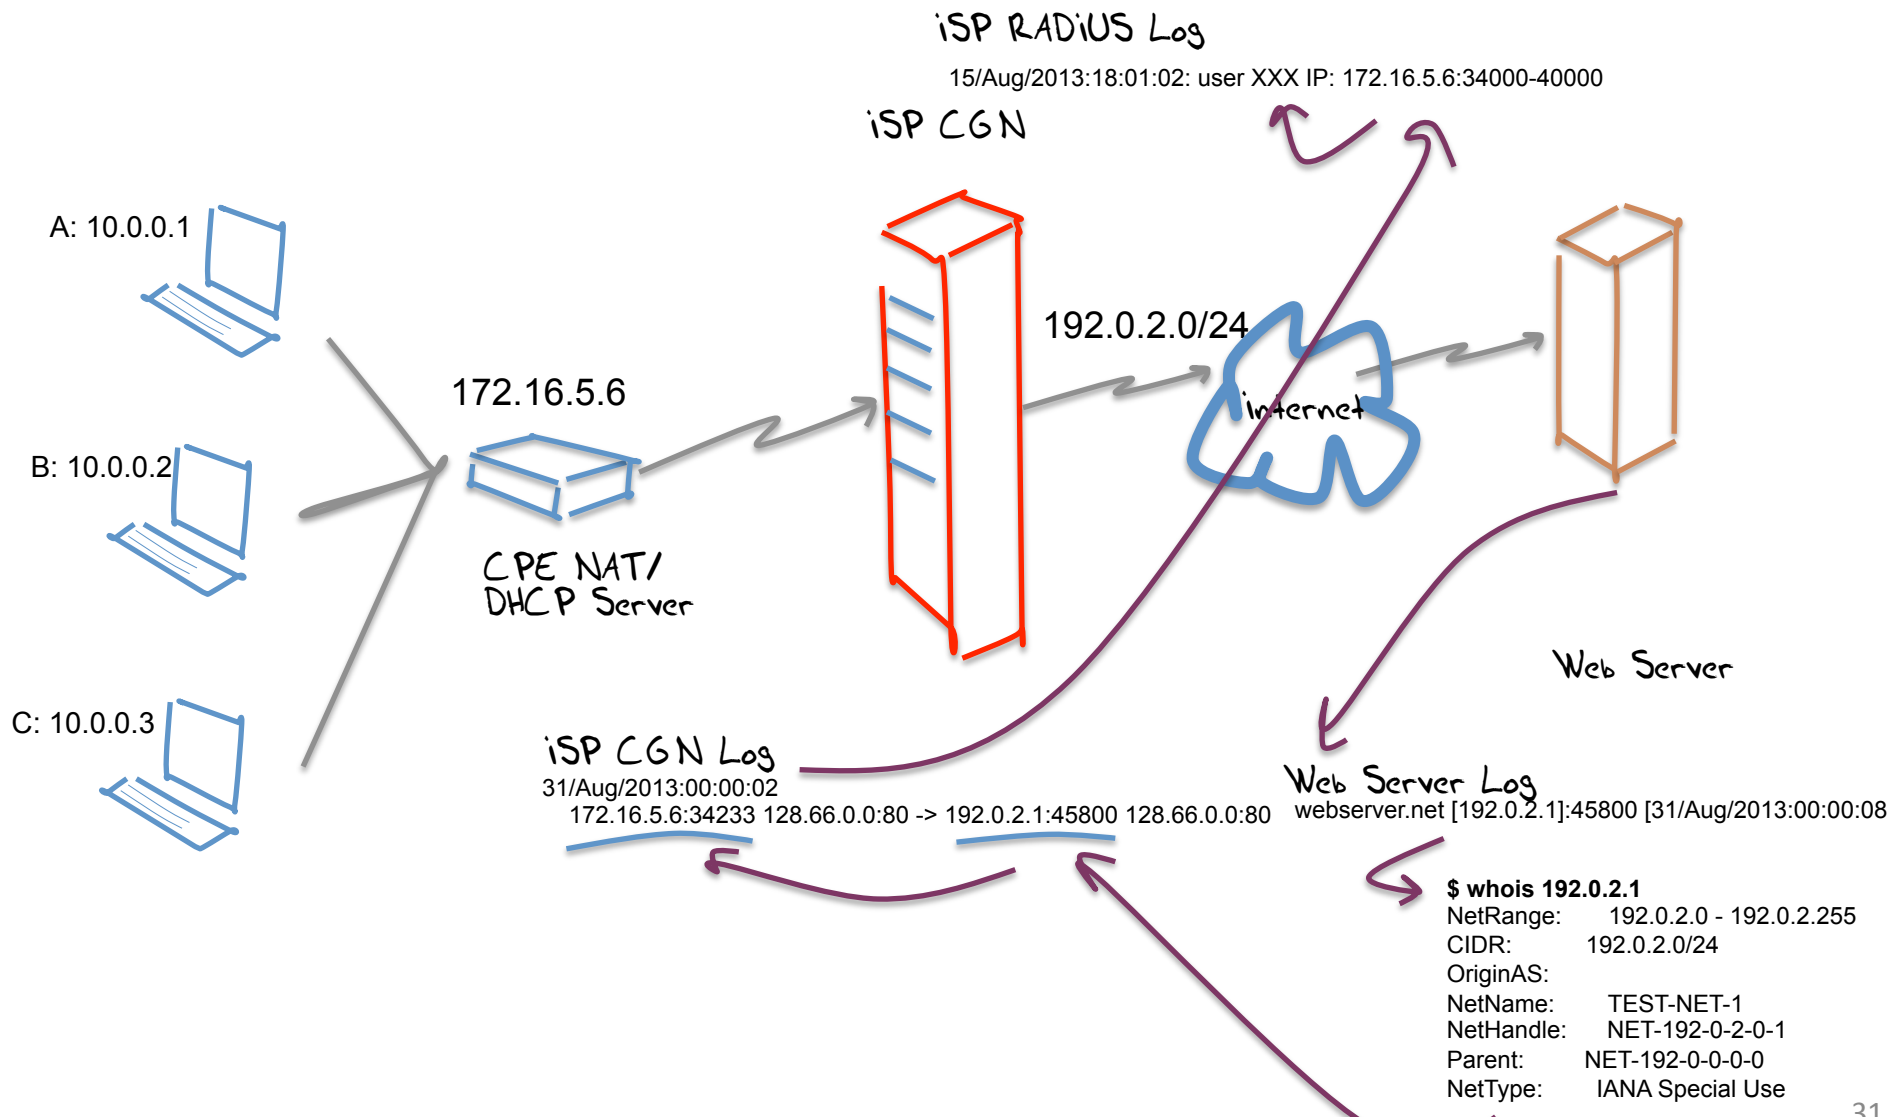 iSP RADiUS Log
15/Aug/2013:18:01:02: user XXX IP: 172.16.5.6:34000-40000
iSP CGN
A: 10.0.0.1
192.0.2.0/24
172.16.5.6
internet
B: 10.0.0.2
CPE NAT/
DHCP Server
Web Server
C: 10.0.0.3
iSP CGN Log
31/Aug/2013:00:00:02
172.16.5.6:34233 128.66.0.0:80 -> 192.0.2.1:45800 128.66.0.0:80
Web Server Log
webserver.net [192.0.2.1]:45800 [31/Aug/2013:00:00:08
$ whois 192.0.2.1
NetRange: 192.0.2.0 - 192.0.2.255
CIDR: 192.0.2.0/24
OriginAS:
NetName: TEST-NET-1
NetHandle: NET-192-0-2-0-1
Parent: NET-192-0-0-0-0
NetType: IANA Special Use
31